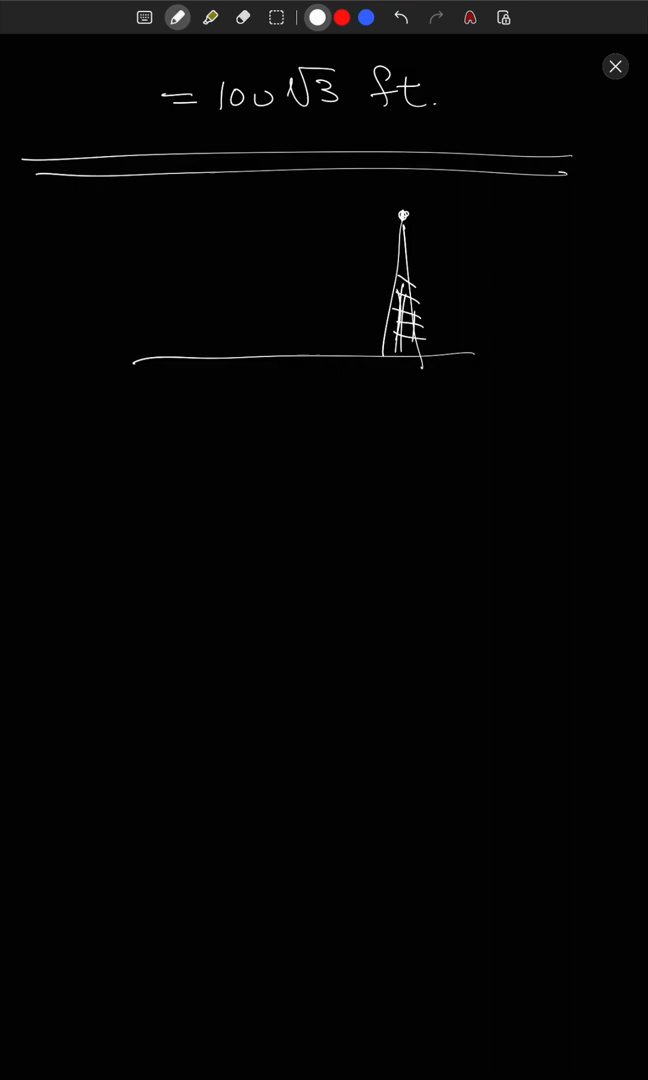 = 100√3 ft.